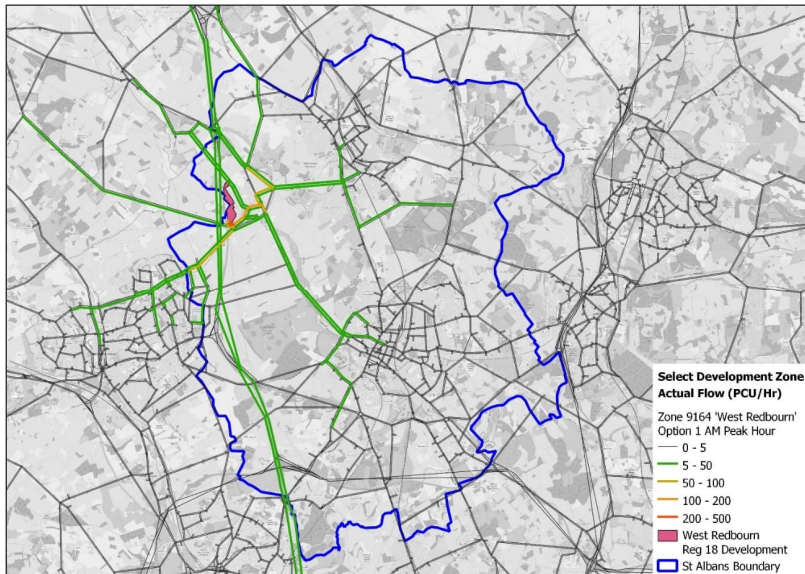 Select Development Zone
Actual Flow (PCU/Hr)
Zone 9164 'West Redbourn'
Option 1 AM Peak Hour
0 - 5
5 - 50
50 - 100
100 - 200
200 - 500
West Redbourn
Reg 18 Development
St Albans Boundary